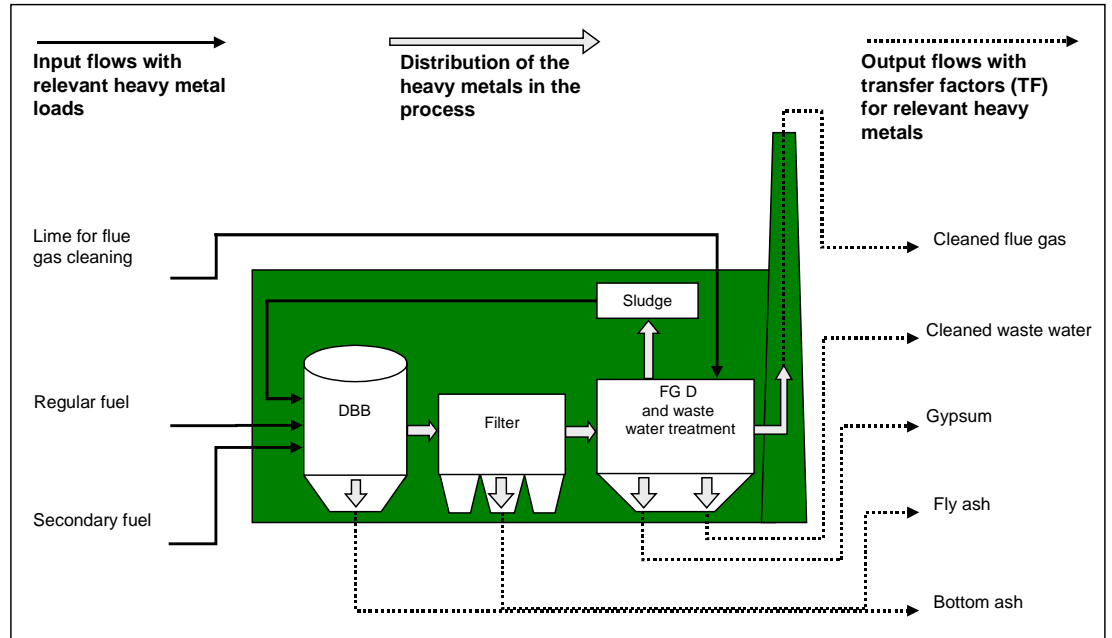 Input flows with
relevant heavy metal
loads
Distribution of the
heavy metals in the
process
Output flows with
transfer factors (TF)
for relevant heavy
metals
Lime for flue
gas cleaning
Cleaned flue gas
Sludge
Cleaned waste water
Regular fuel
DBB
Filter
FG D
and waste
water treatment
Gypsum
Secondary fuel
Fly ash
Bottom ash